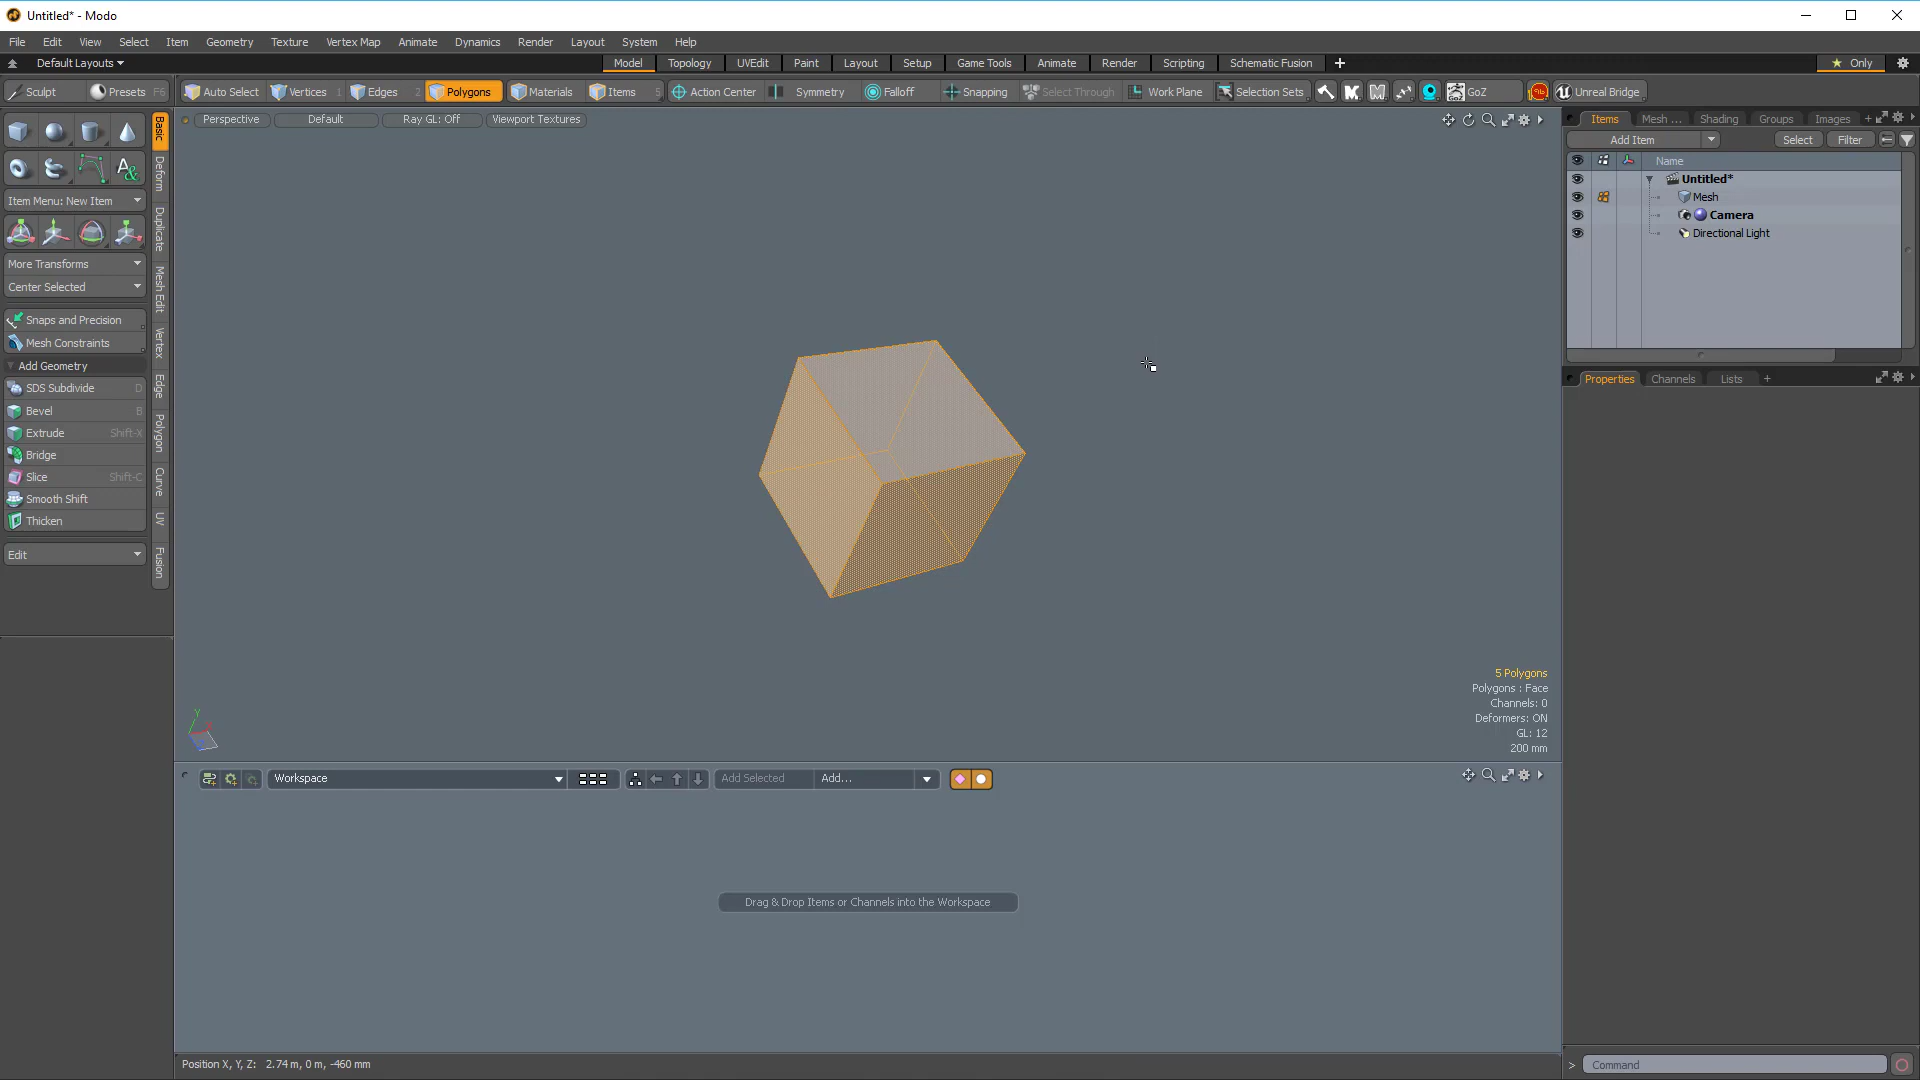 Untitled* - Modo
File Edit View Select Item Geometry Texture Vertex Map Animate Dynamics Render Layout System Help
Default Layouts
Model Topology UVEdit Paint Layout Setup Game Tools Animate Render Scripting Schematic Fusion +
★ Only
Sculpt Presets F6 Auto Select Vertices 1 Edges 2 Polygons Materials Items 5 Action Center Symmetry Falloff Snapping Select Through Work Plane Selection Sets GoZ Unreal Bridge
Perspective Default Ray GL: Off Viewport Textures
Item Menu: New Item
More Transforms
Center Selected
Snaps and Precision
Mesh Constraints
Add Geometry
SDS Subdivide D
Bevel B
Extrude Shift-X
Bridge
Slice Shift-C
Smooth Shift
Thicken
Edit
Basic
Deform
Duplicate
Mesh Edit
Vertex
Edge
Polygon
Curve
UV
Fusion
Y
5 Polygons
Polygons : Face
Channels: 0
Deformers: ON
GL: 12
200 mm
Workspace Add Selected Add...
Drag & Drop Items or Channels into the Workspace
Position X, Y, Z: 2.74 m, 0 m, -460 mm
Items Mesh ... Shading Groups Images +
Add Item Select Filter
Name
Untitled*
Mesh
Camera
Directional Light
Properties Channels Lists +
> Command